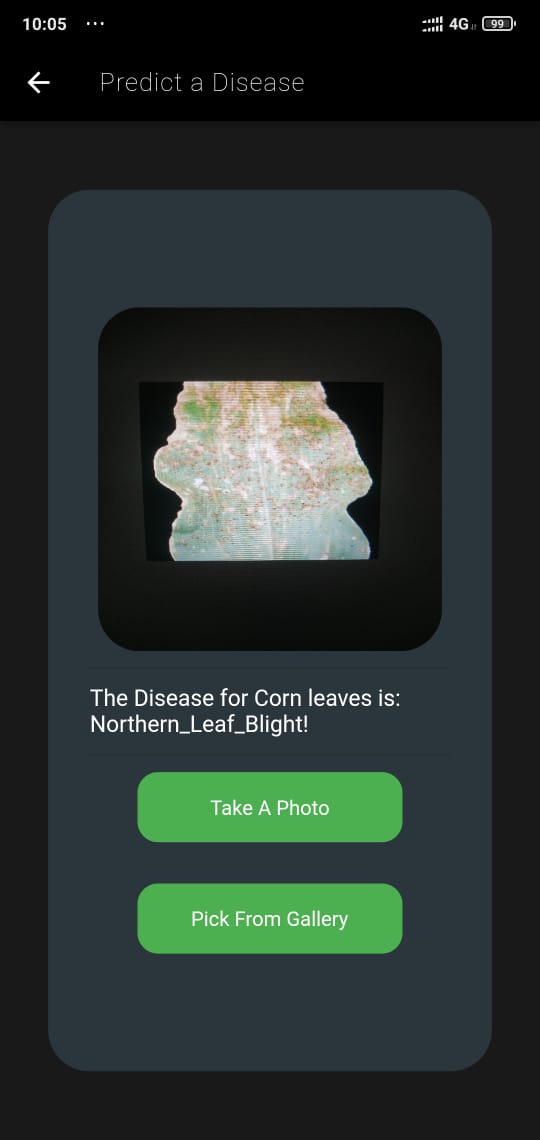 10:05 ... 4G 99
Predict a Disease
The Disease for Corn leaves is:
Northern_Leaf_Blight!
Take A Photo
Pick From Gallery